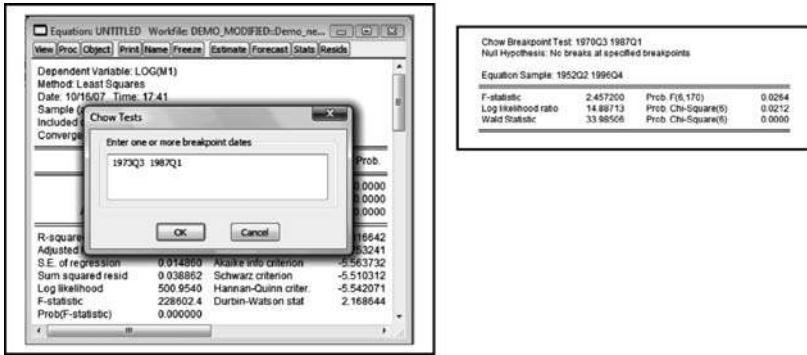 Equation: UNTITLED Workfile: DEMO_MODIFIED::Demo_ne...
View Proc Object Print Name Freeze Estimate Forecast Stats Resids
Dependent Variable: LOG(M1)
Method: Least Squares
Date: 10/15/07 Time: 17:41
Sample (a
Included
Converge
Prob.
0.0000
0.0000
0.0000
Chow Tests
Enter one or more breakpoint dates
1973Q3 1987Q1
OK Cancel
R-square 16642
Adjusted 53241
S.E. of regression 0.014860 Akaike info criterion -5.563732
Sum squared resid 0.038862 Schwarz criterion -5.510312
Log likelihood 500.9540 Hannan-Quinn criter. -5.542071
F-statistic 228602.4 Durbin-Watson stat 2.168644
Prob(F-statistic) 0.000000
Chow Breakpoint Test: 1970Q3 1987Q1
Null Hypothesis: No breaks at specified breakpoints
Equation Sample: 1952Q2 1996Q4
F-statistic 2.457200 Prob. F(6,170) 0.0264
Log likelihood ratio 14.88713 Prob. Chi-Square(6) 0.0212
Wald Statistic 33.98506 Prob. Chi-Square(6) 0.0000